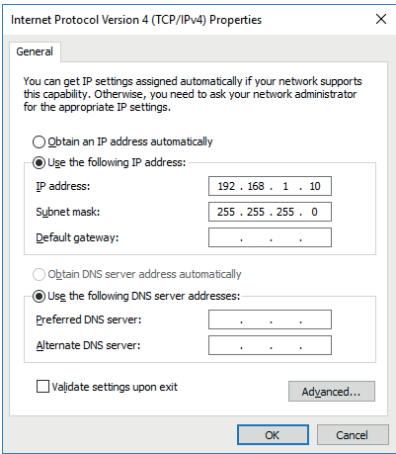 Internet Protocol Version 4 (TCP/IPv4) Properties
General
You can get IP settings assigned automatically if your network supports
this capability. Otherwise, you need to ask your network administrator
for the appropriate IP settings.
Obtain an IP address automatically
Use the following IP address:
IP address: 192 . 168 . 1 . 10
Subnet mask: 255 . 255 . 255 . 0
Default gateway: . . .
Obtain DNS server address automatically
Use the following DNS server addresses:
Preferred DNS server: . . .
Alternate DNS server: . . .
Validate settings upon exit
Advanced...
OK Cancel